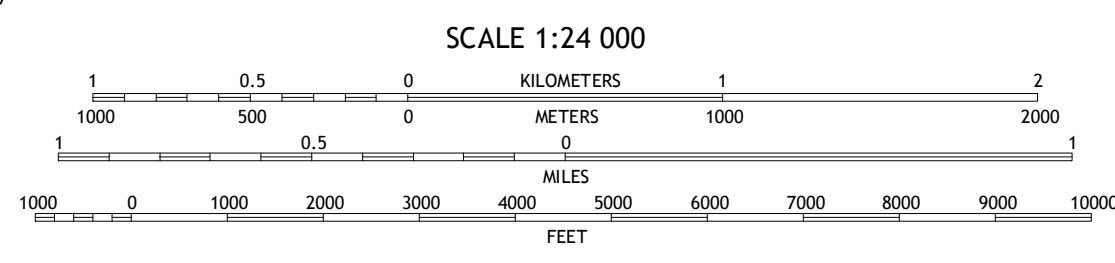 SCALE 1:24 000
1 0.5 0 KILOMETERS 1 2
1000 500 0 METERS 1000 2000
1 0.5 0 1
MILES
1000 0 1000 2000 3000 4000 5000 6000 7000 8000 9000 10000
FEET